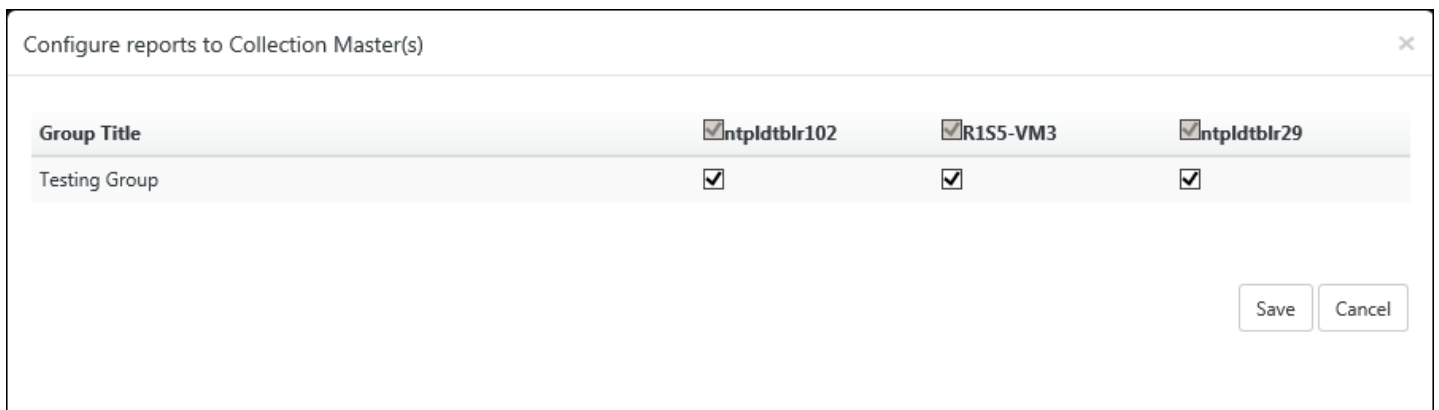 Configure reports to Collection Master(s) ×
Group Title ntpldtblr102 R1S5-VM3 ntpldtblr29
Testing Group
Save Cancel